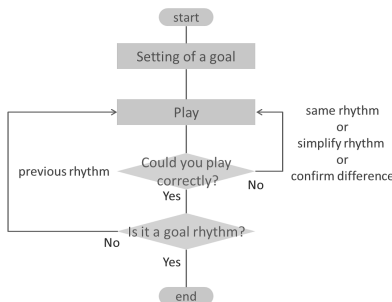 start
Setting of a goal
Play
same rhythm
or
simplify rhythm
or
confirm difference
previous rhythm
Could you play
correctly?
No
Yes
Is it a goal rhythm?
No
Yes
end